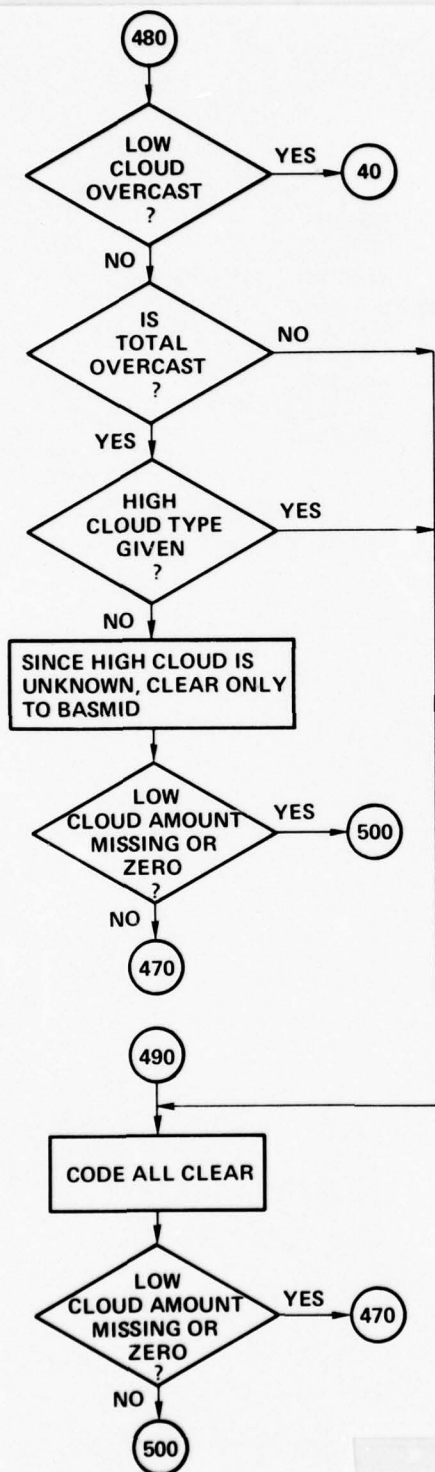 480
LOW
CLOUD
OVERCAST
?
YES
40
NO
IS
TOTAL
OVERCAST
?
NO
YES
HIGH
CLOUD TYPE
GIVEN
?
YES
NO
SINCE HIGH CLOUD IS
UNKNOWN, CLEAR ONLY
TO BASMID
LOW
CLOUD AMOUNT
MISSING OR
ZERO
?
YES
500
NO
470
490
CODE ALL CLEAR
LOW
CLOUD AMOUNT
MISSING OR
ZERO
?
YES
470
NO
500